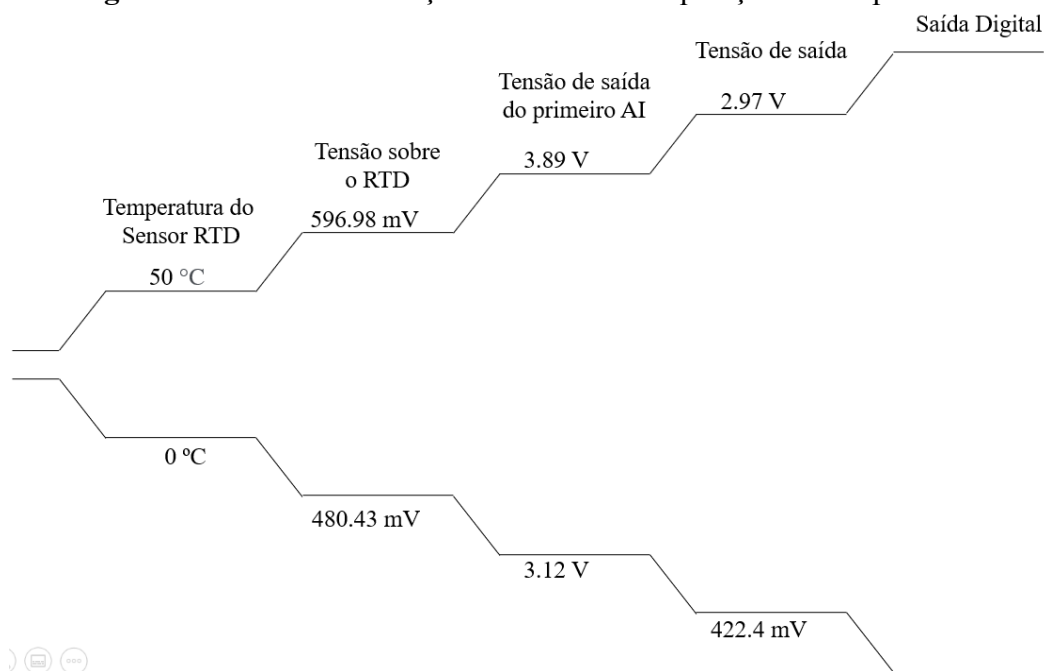 Saída Digital
Tensão de saída
2.97 V
Tensão de saída
do primeiro AI
3.89 V
Tensão sobre
o RTD
596.98 mV
Temperatura do
Sensor RTD
50 °C
0 ºC
480.43 mV
3.12 V
422.4 mV